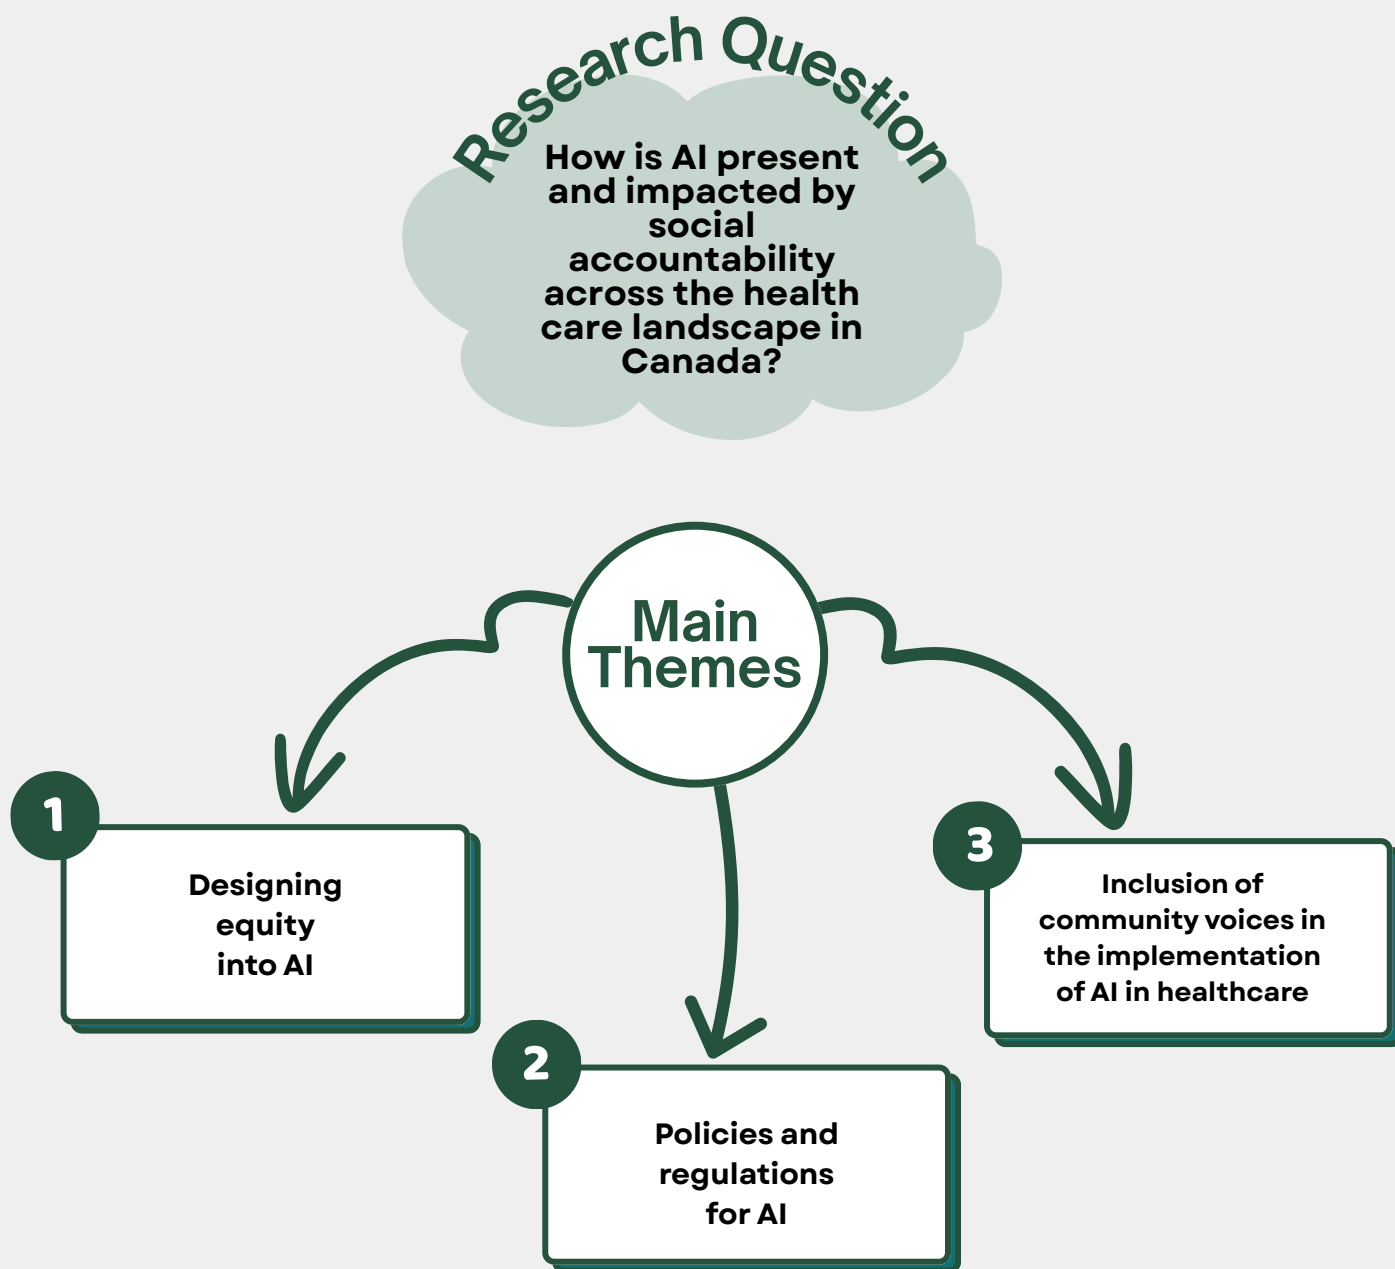 Research Question
How is AI present
and impacted by
social
accountability
across the health
care landscape in
Canada?
Main
Themes
1
Designing
equity
into AI
2
Policies and
regulations
for AI
3
Inclusion of
community voices in
the implementation
of AI in healthcare